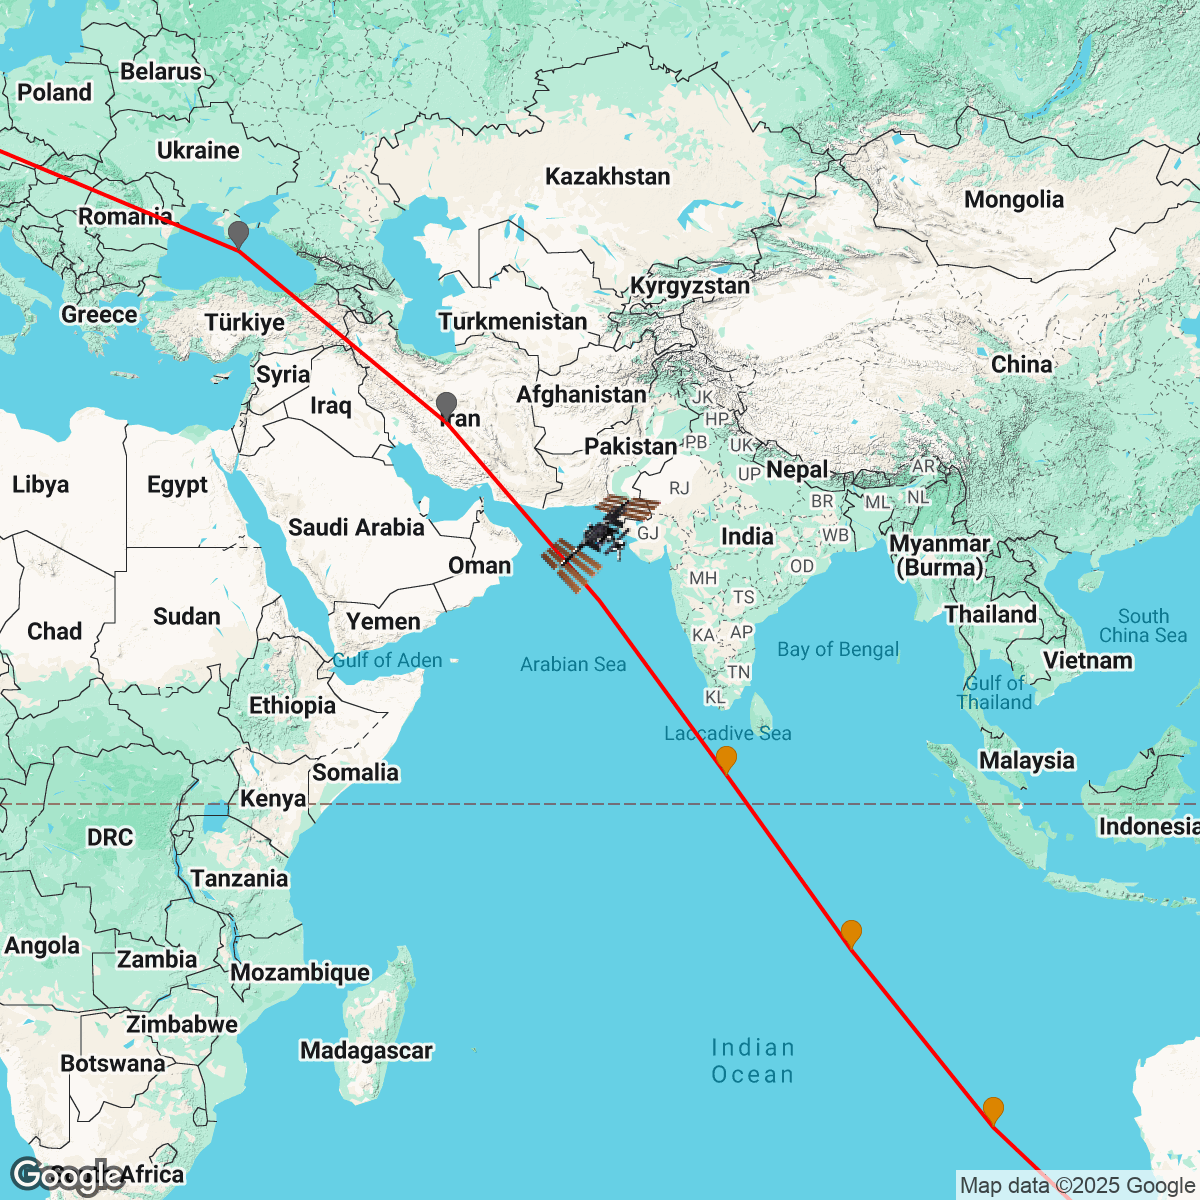 Belarus
Poland
Ukraine
Kazakhstan
Mongolia
Romania
Kyrgyzstan
Greece
Türkiye
Turkmenistan
China
Syria
Afghanistan
JK
Iraq
Iran
HP
Pakistan
PB
UK
Nepal
AR
UP
Libya
Egypt
RJ
BR
ML
NL
Saudi Arabia
GJ
India
WB
Myanmar
(Burma)
Oman
OD
MH
TS
Sudan
Yemen
Thailand
South
China Sea
Chad
KA
AP
Gulf of Aden
Arabian Sea
Bay of Bengal
Vietnam
TN
Gulf of
Thailand
KL
Ethiopia
Laccadive Sea
Malaysia
Somalia
Kenya
DRC
Indonesia
Tanzania
Angola
Zambia
Mozambique
Zimbabwe
Madagascar
Indian
Ocean
Botswana
South Africa
Google
Map data ©2025 Google